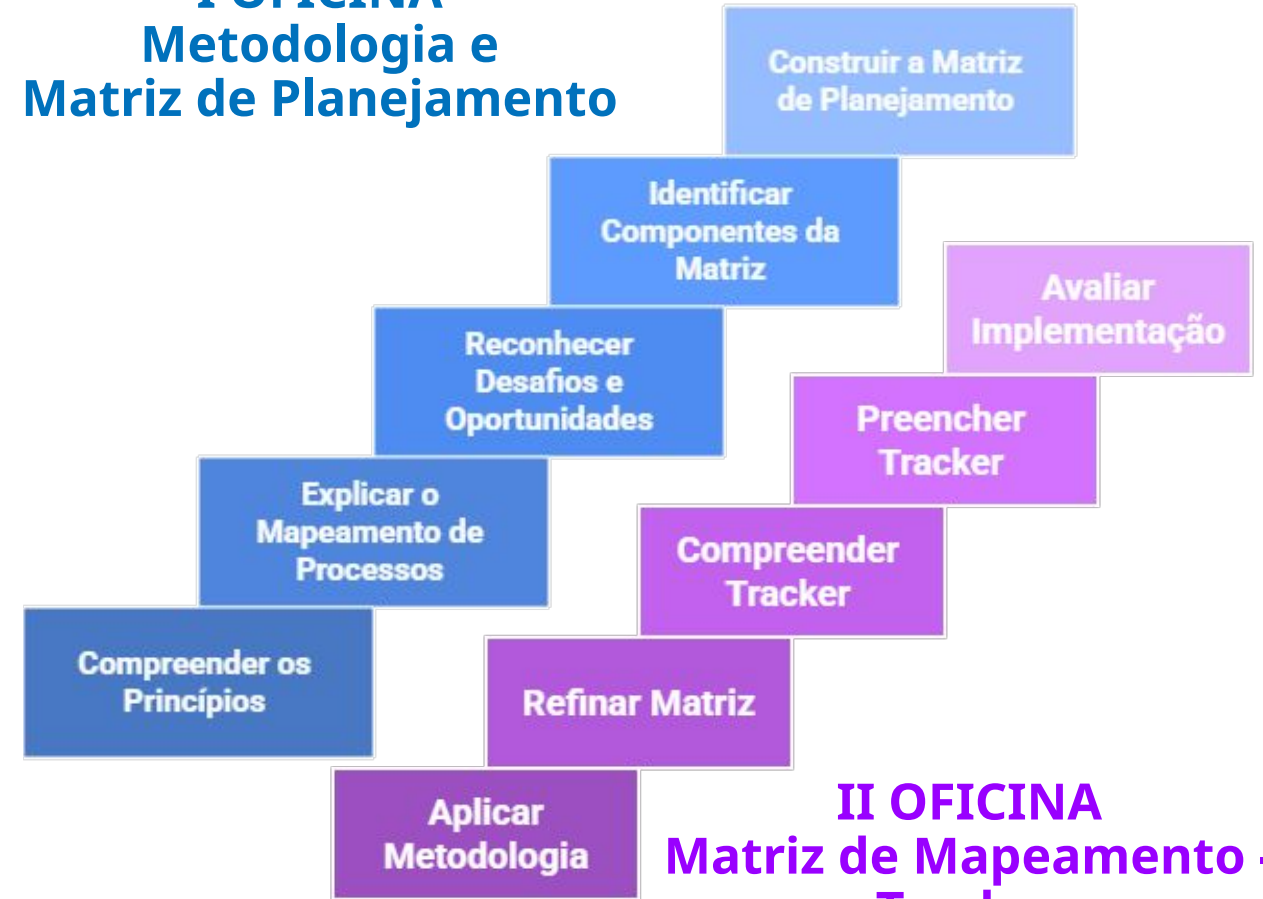 I OFICINA
Metodologia e
Matriz de Planejamento
Construir a Matriz
de Planejamento
Identificar
Componentes da
Matriz
Reconhecer
Desafios e
Oportunidades
Explicar o
Mapeamento de
Processos
Compreender os
Princípios
Avaliar
Implementação
Preencher
Tracker
Compreender
Tracker
Refinar Matriz
Aplicar
Metodologia
II OFICINA
Matriz de Mapeamento -